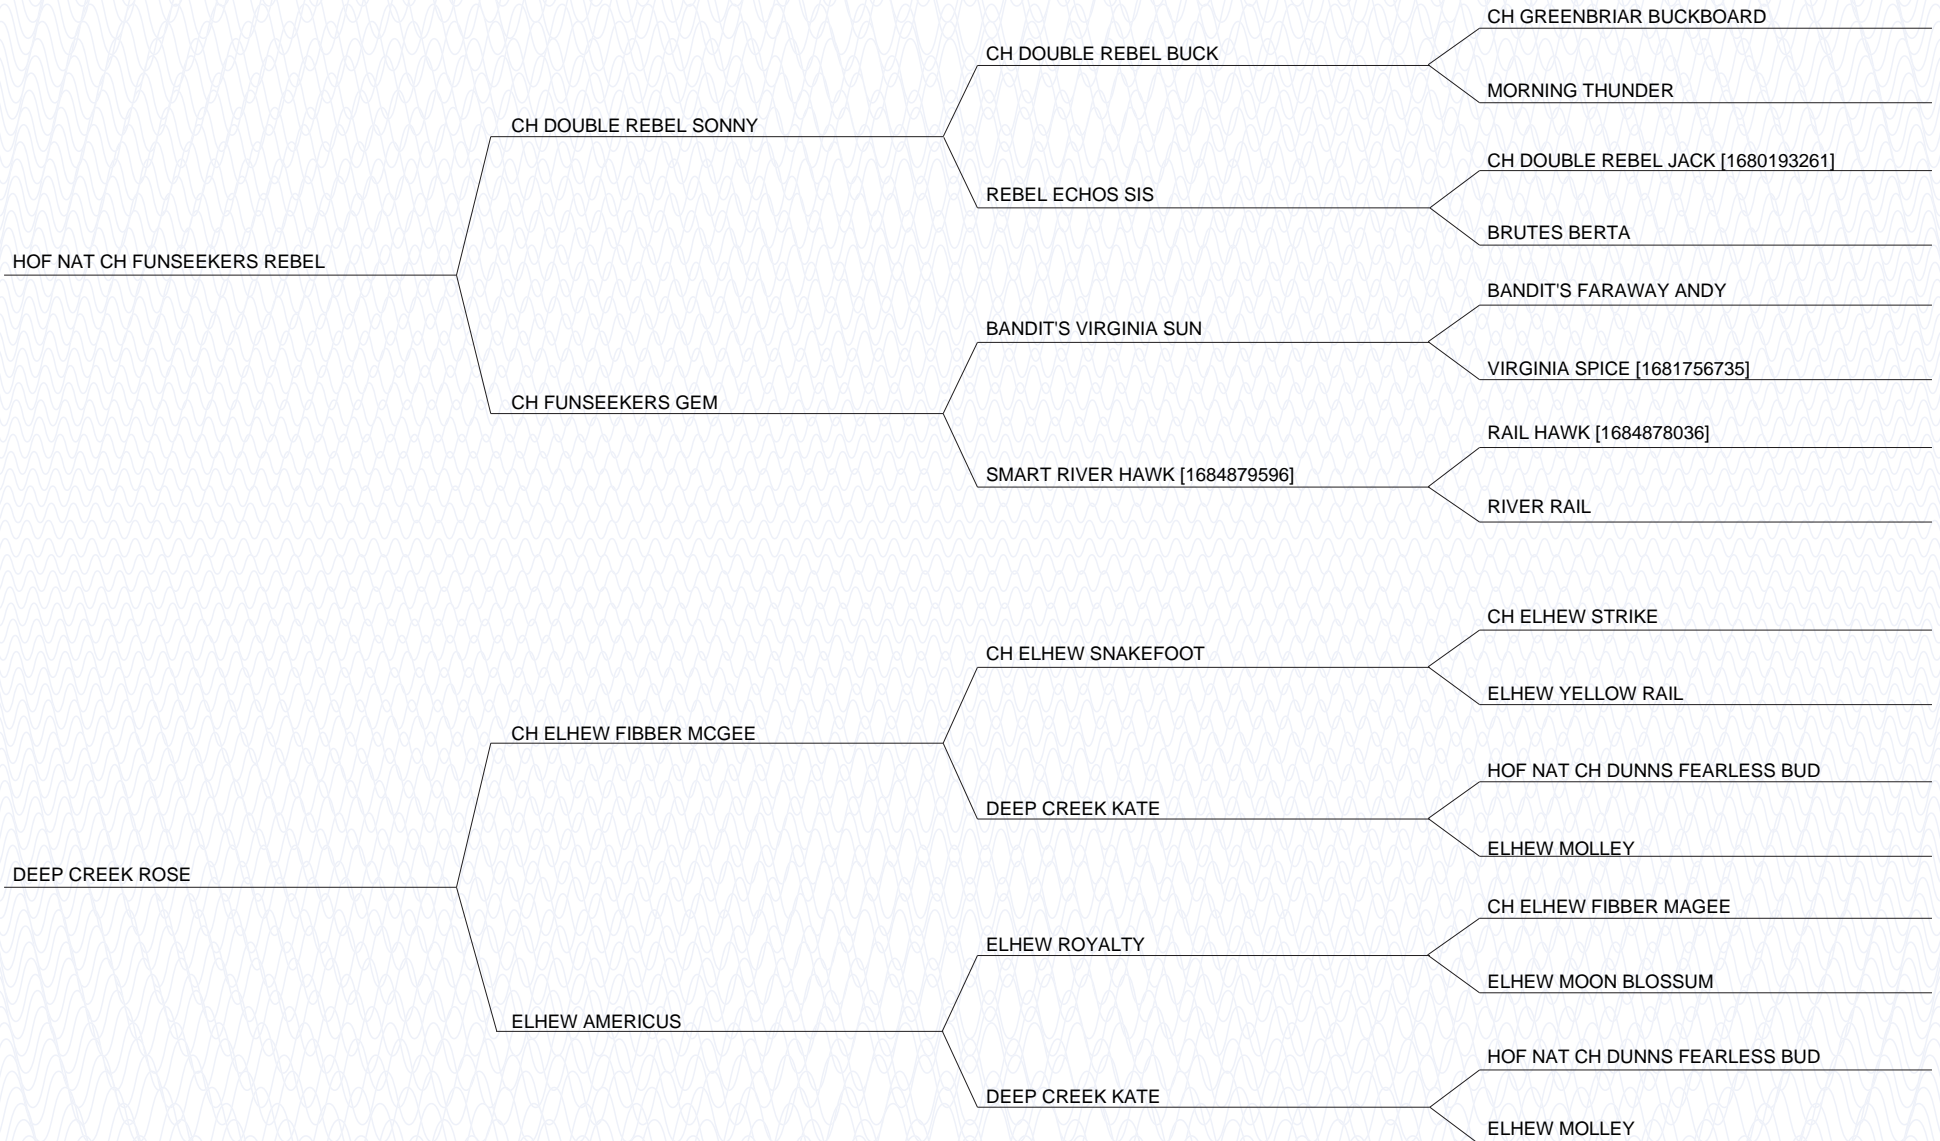 CH GREENBRIAR BUCKBOARD
CH DOUBLE REBEL BUCK
MORNING THUNDER
CH DOUBLE REBEL SONNY
CH DOUBLE REBEL JACK [1680193261]
REBEL ECHOS SIS
BRUTES BERTA
HOF NAT CH FUNSEEKERS REBEL
BANDIT'S FARAWAY ANDY
BANDIT'S VIRGINIA SUN
VIRGINIA SPICE [1681756735]
CH FUNSEEKERS GEM
RAIL HAWK [1684878036]
SMART RIVER HAWK [1684879596]
RIVER RAIL
CH ELHEW STRIKE
CH ELHEW SNAKEFOOT
ELHEW YELLOW RAIL
CH ELHEW FIBBER MCGEE
HOF NAT CH DUNNS FEARLESS BUD
DEEP CREEK KATE
ELHEW MOLLEY
DEEP CREEK ROSE
CH ELHEW FIBBER MAGEE
ELHEW ROYALTY
ELHEW MOON BLOSSUM
ELHEW AMERICUS
HOF NAT CH DUNNS FEARLESS BUD
DEEP CREEK KATE
ELHEW MOLLEY